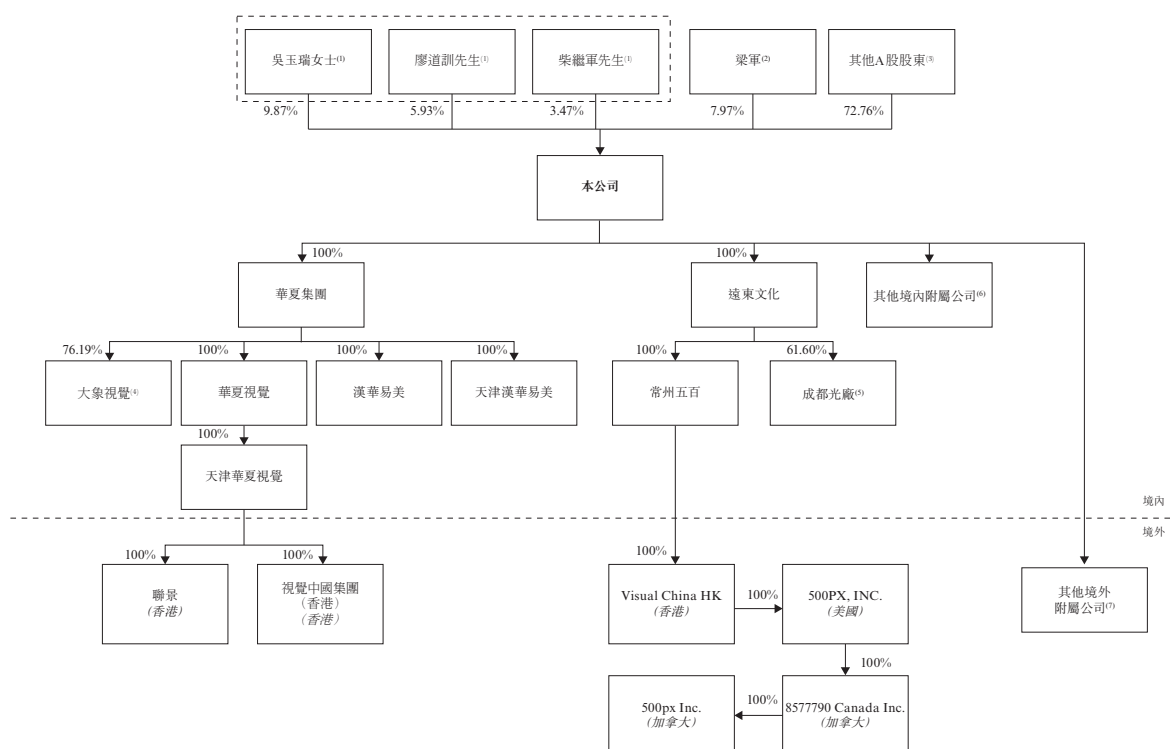 吳玉瑞女士(1)
廖道訓先生(1)
柴繼軍先生(1)
梁軍(2)
其他A股股東(3)
9.87%
5.93%
3.47%
7.97%
72.76%
本公司
100%
100%
100%
100%
華夏集團
遠東文化
其他境內附屬公司(6)
76.19%
100%
100%
100%
100%
61.60%
大象視覺(4)
華夏視覺
漢華易美
天津漢華易美
常州五百
成都光廠(5)
100%
天津華夏視覺
境內
境外
100%
100%
100%
聯景
(香港)
視覺中國集團
（香港）
（香港）
Visual China HK
(香港)
100%
500PX, INC.
(美國)
其他境外
附屬公司(7)
100%
500px Inc.
(加拿大)
100%
8577790 Canada Inc.
(加拿大)